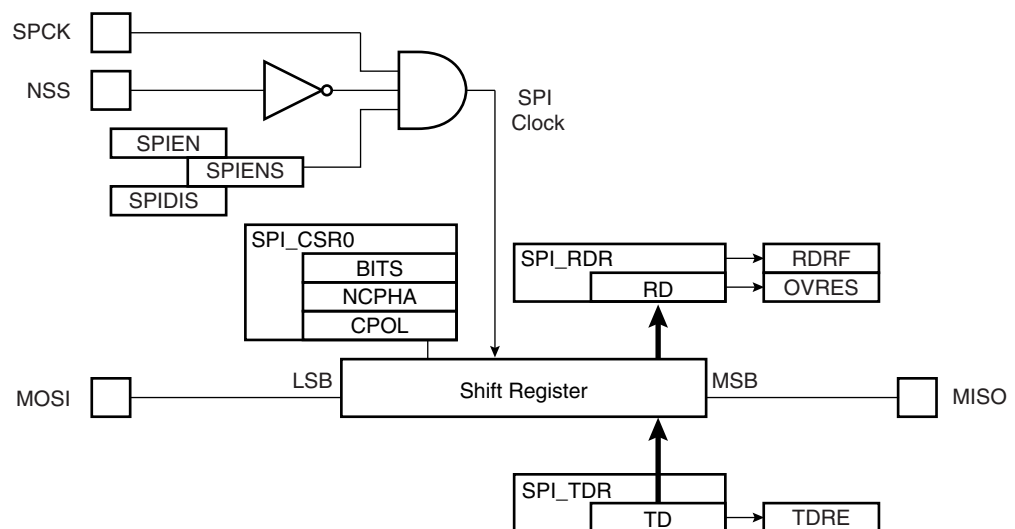 SPCK
NSS
SPI
Clock
SPIEN
SPIENS
SPIDIS
SPI_CSR0
BITS
NCPHA
CPOL
SPI_RDR
RD
RDRF
OVRES
MOSI
LSB
Shift Register
MSB
MISO
SPI_TDR
TD
TDRE